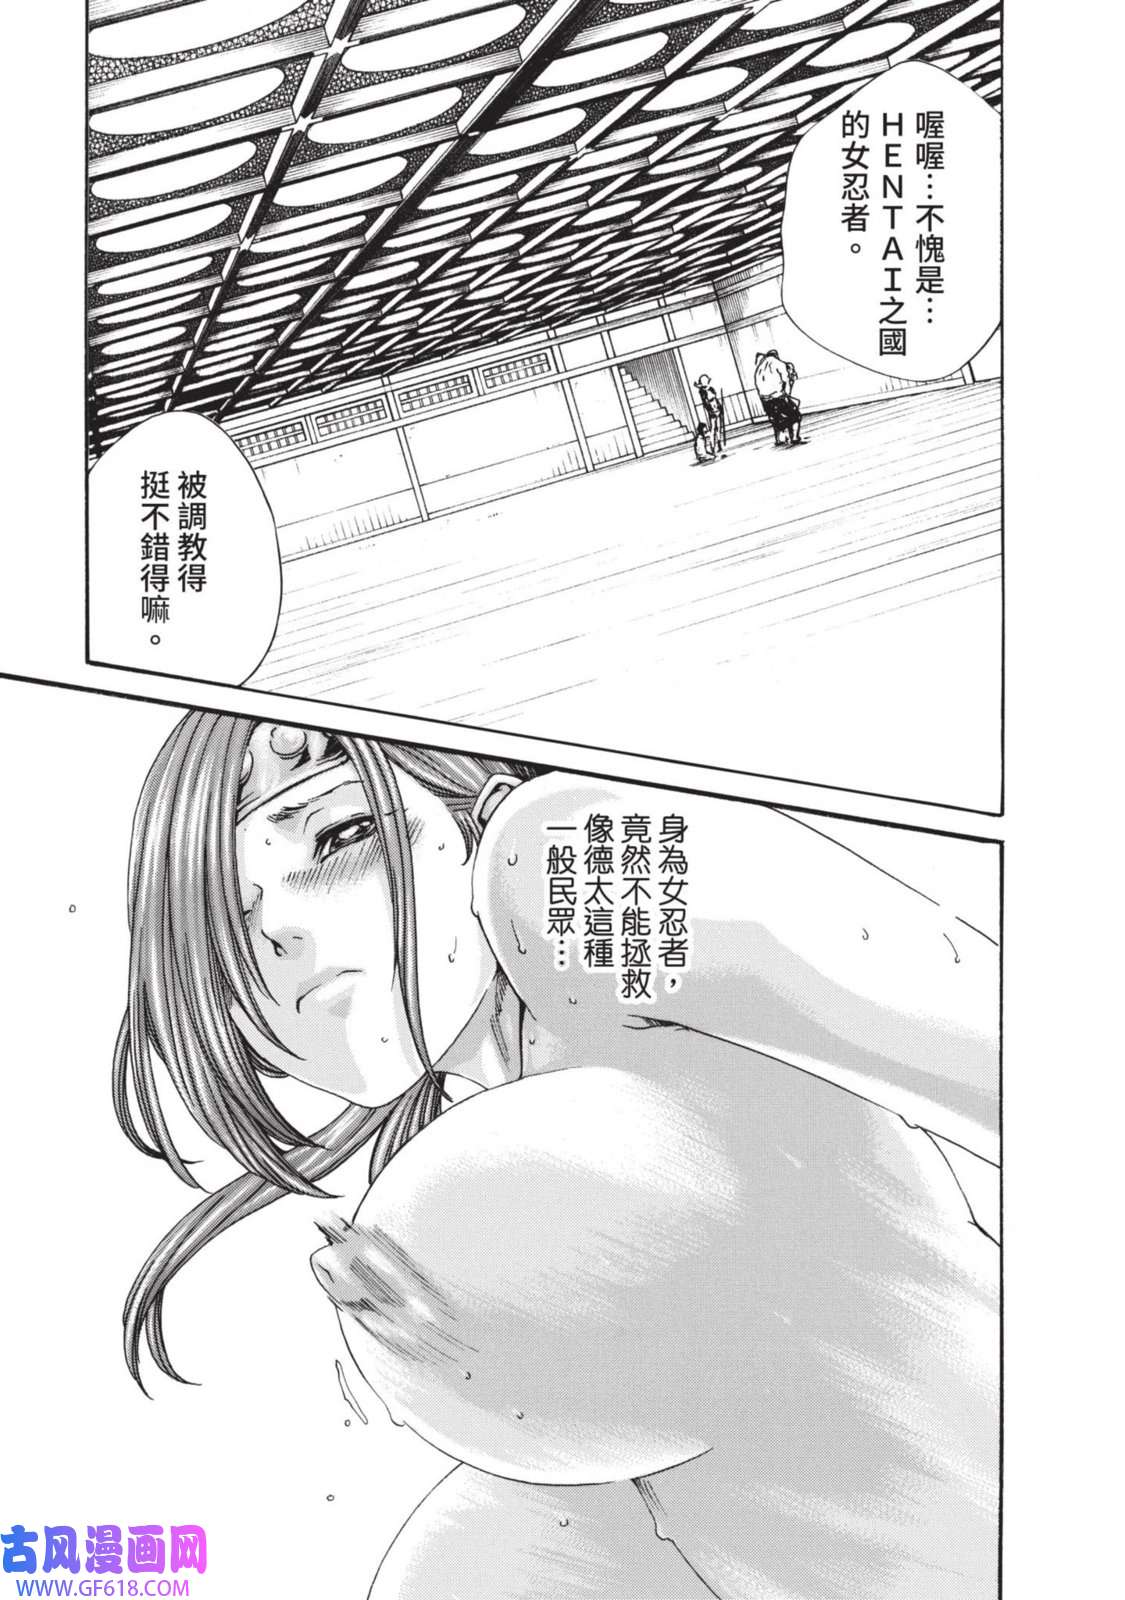 喔喔…不愧是…
HENTAI之國
的女忍者。
被調教得
挺不錯得嘛。
身為女忍者，
竟然不能拯救
像德太這種
一般民眾…
古风漫画网
WWW.GF618.COM